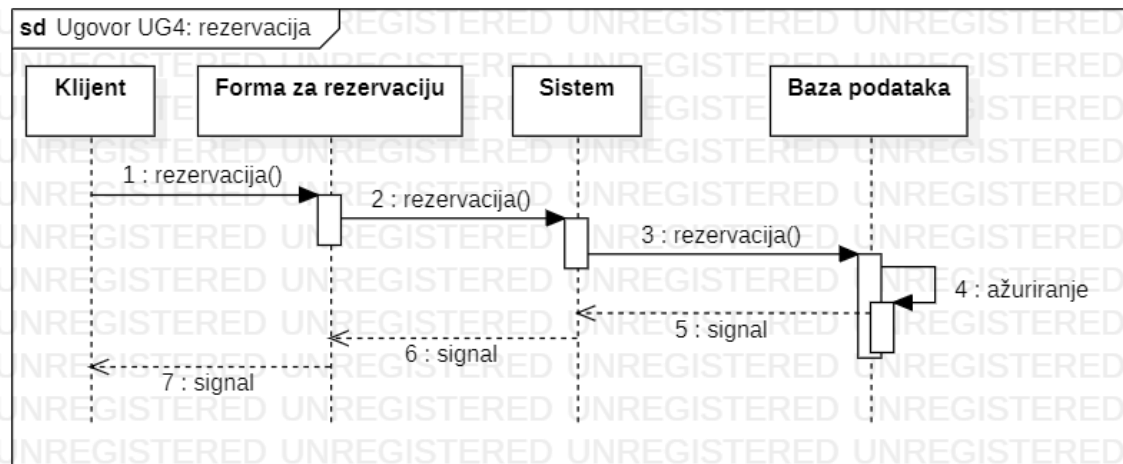 sd Ugovor UG4: rezervacija
Klijent
Forma za rezervaciju
Sistem
Baza podataka
1 : rezervacija()
2 : rezervacija()
3 : rezervacija()
4 : ažuriranje
5 : signal
6 : signal
7 : signal
UNREGISTERED